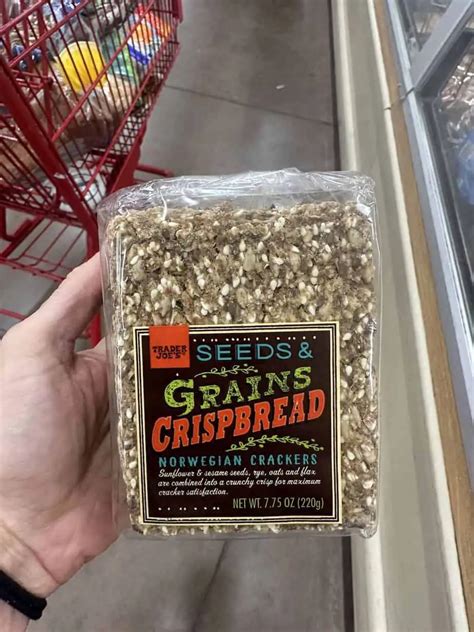 TRADER
JOE'S
SEEDS &
GRAINS
CRISPBREAD
NORWEGIAN CRACKERS
Sunflower & sesame seeds, rye, oats and flax
are combined into a crunchy crisp for maximum
cracker satisfaction.
NET WT. 7.75 OZ (220g)